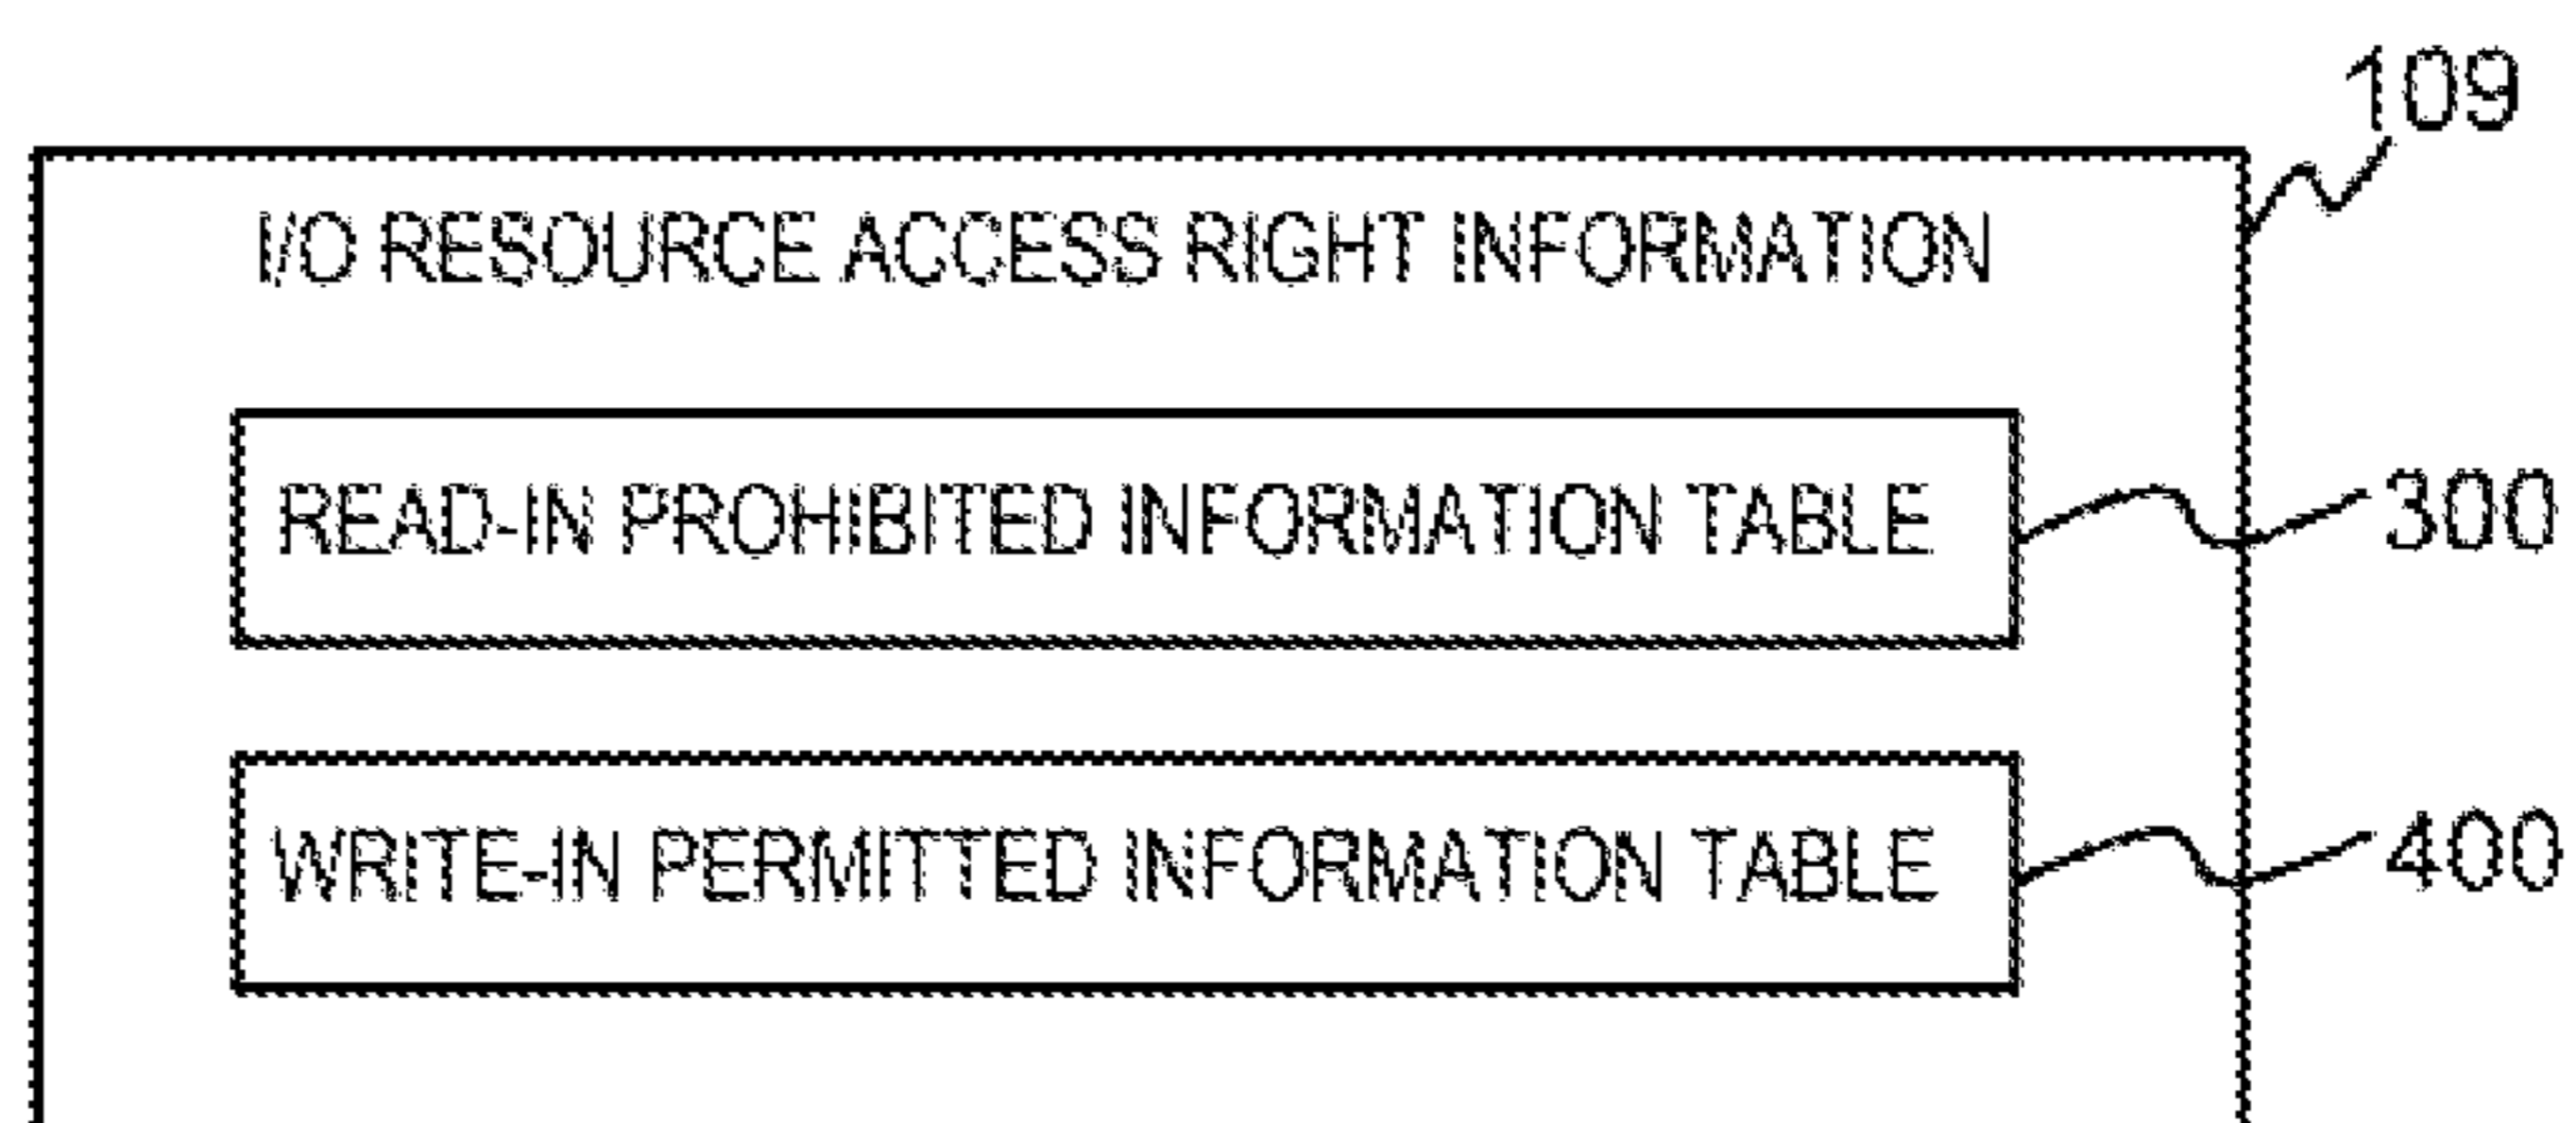 109
I/O RESOURCE ACCESS RIGHT INFORMATION
READ-IN PROHIBITED INFORMATION TABLE
300
WRITE-IN PERMITTED INFORMATION TABLE
400